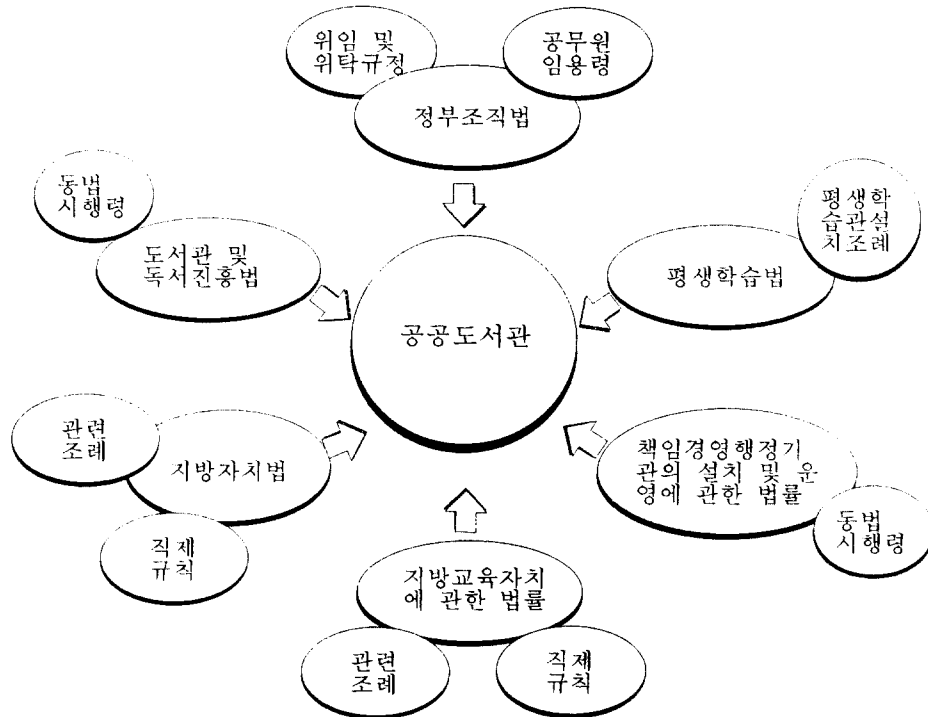 위임 및
위탁규정
공무원
임용령
정부조직법
동법
시행령
도서관 및
독서진흥법
평생학
습관설
치조례
평생학습법
공공도서관
관련
조례
지방자치법
직제
규칙
책임경영행정기
관의 설치 및 운
영에 관한 법률
동법
시행령
지방교육자치
에 관한 법률
관련
조례
직제
규칙